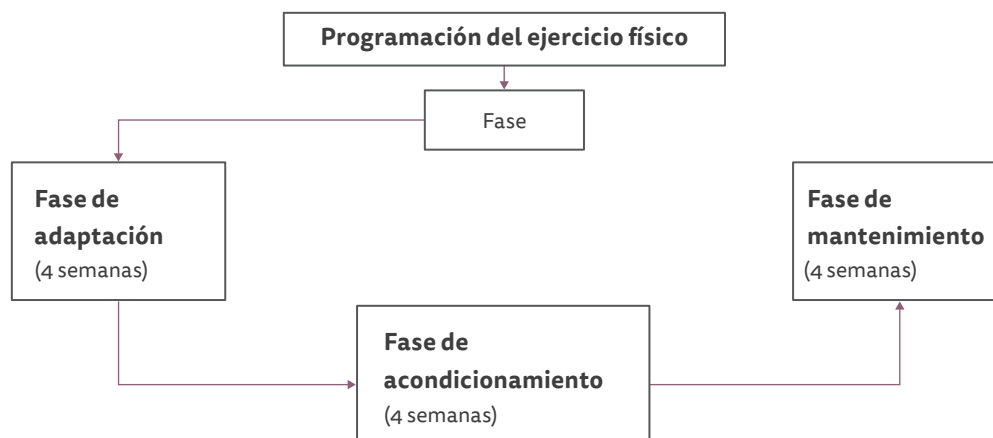 Programación del ejercicio físico
Fase
Fase de
adaptación
(4 semanas)
Fase de
acondicionamiento
(4 semanas)
Fase de
mantenimiento
(4 semanas)